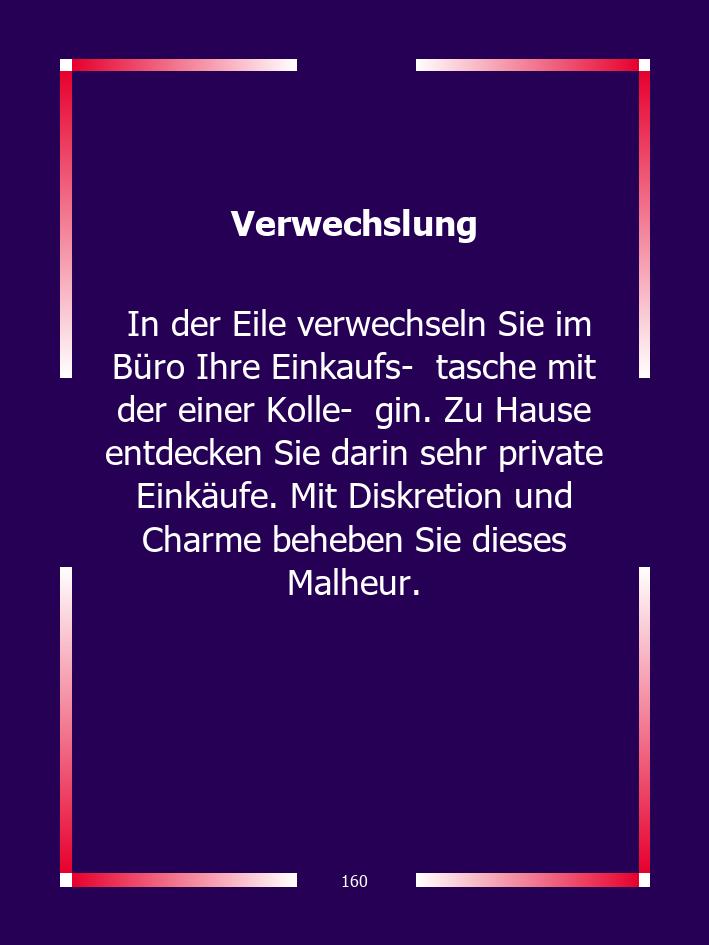 Verwechslung
In der Eile verwechseln Sie im
Büro Ihre Einkaufs-  tasche mit
der einer Kolle-  gin. Zu Hause
entdecken Sie darin sehr private
Einkäufe. Mit Diskretion und
Charme beheben Sie dieses
Malheur.
160